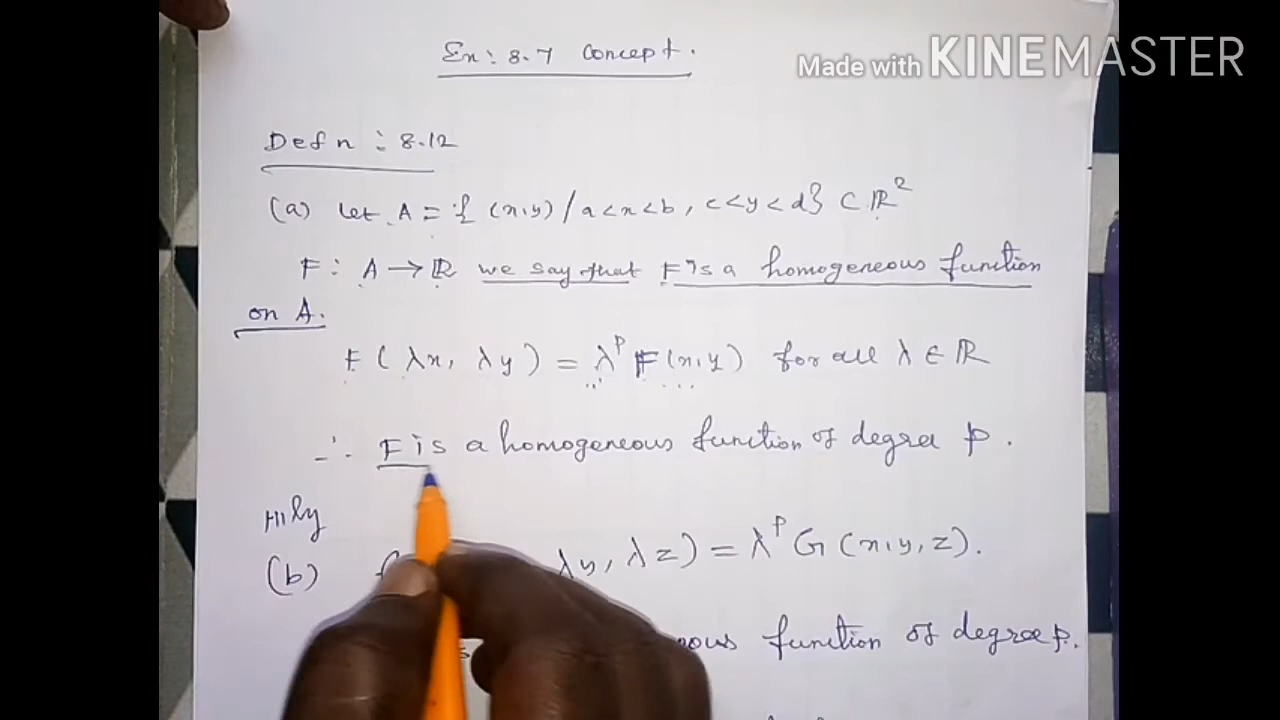 Ex: 8.7 Concept.
Made with KINEMASTER
Defn: 8.12
(a) Let A = { (x,y) / a<x<b, c<y<d} ⊂ ℝ²
F: A → ℝ we say that F is a homogeneous function
on A.
F( λx, λy ) = λᵖ F(x,y) for all λ ∈ ℝ
∴ F is a homogeneous function of degree p.
(b) λy, λz) = λᵖ G(x,y,z).
function of degree p.